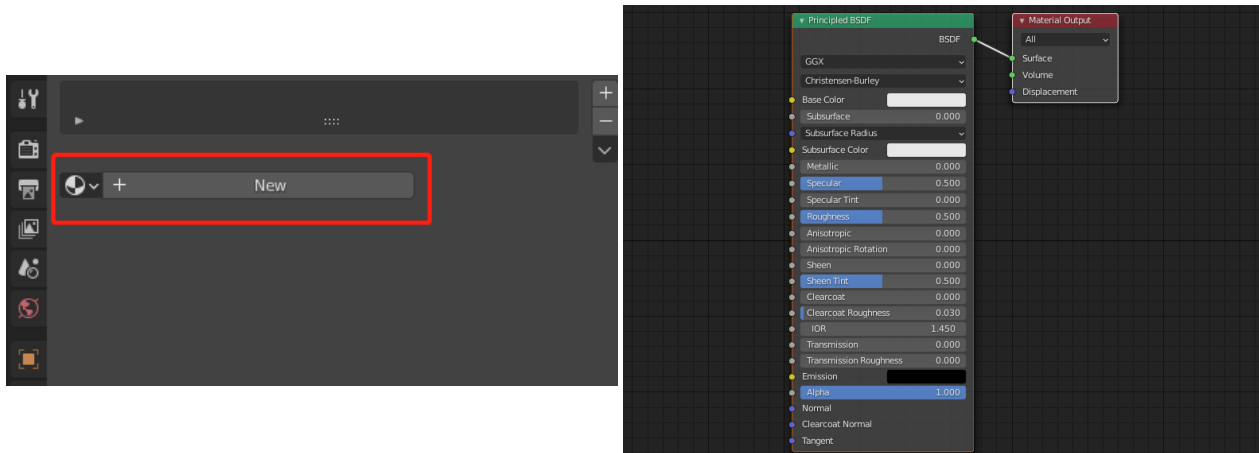 New
Principled BSDF
BSDF
GGX
Christensen-Burley
Base Color
Subsurface 0.000
Subsurface Radius
Subsurface Color
Metallic 0.000
Specular 0.500
Specular Tint 0.000
Roughness 0.500
Anisotropic 0.000
Anisotropic Rotation 0.000
Sheen 0.000
Sheen Tint 0.500
Clearcoat 0.000
Clearcoat Roughness 0.030
IOR 1.450
Transmission 0.000
Transmission Roughness 0.000
Emission
Alpha 1.000
Normal
Clearcoat Normal
Tangent
Material Output
All
Surface
Volume
Displacement